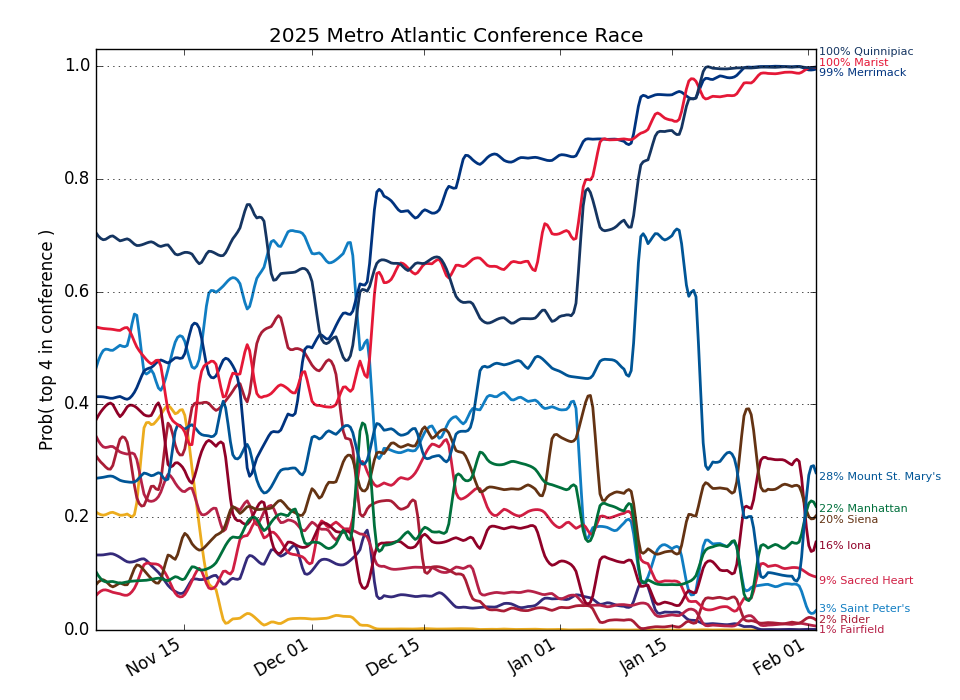 2025 Metro Atlantic Conference Race
Prob( top 4 in conference )
1.0
0.8
0.6
0.4
0.2
0.0
Nov 15
Dec 01
Dec 15
Jan 01
Jan 15
Feb 01
100% Quinnipiac
100% Marist
99% Merrimack
28% Mount St. Mary's
22% Manhattan
20% Siena
16% Iona
9% Sacred Heart
3% Saint Peter's
2% Rider
1% Fairfield